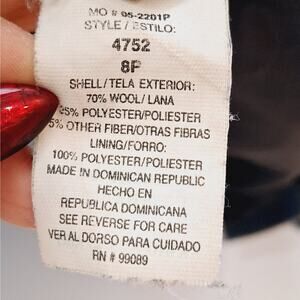 MO # 05-2201P
STYLE / ESTILO:
4752
8P
SHELL/TELA EXTERIOR:
70% WOOL/ LANA
25% POLYESTER/POLIESTER
5% OTHER FIBER/OTRAS FIBRAS
LINING/FORRO:
100% POLYESTER/POLIESTER
MADE IN DOMINICAN REPUBLIC
HECHO EN
REPUBLICA DOMINICANA
SEE REVERSE FOR CARE
VER AL DORSO PARA CUIDADO
RN # 99089